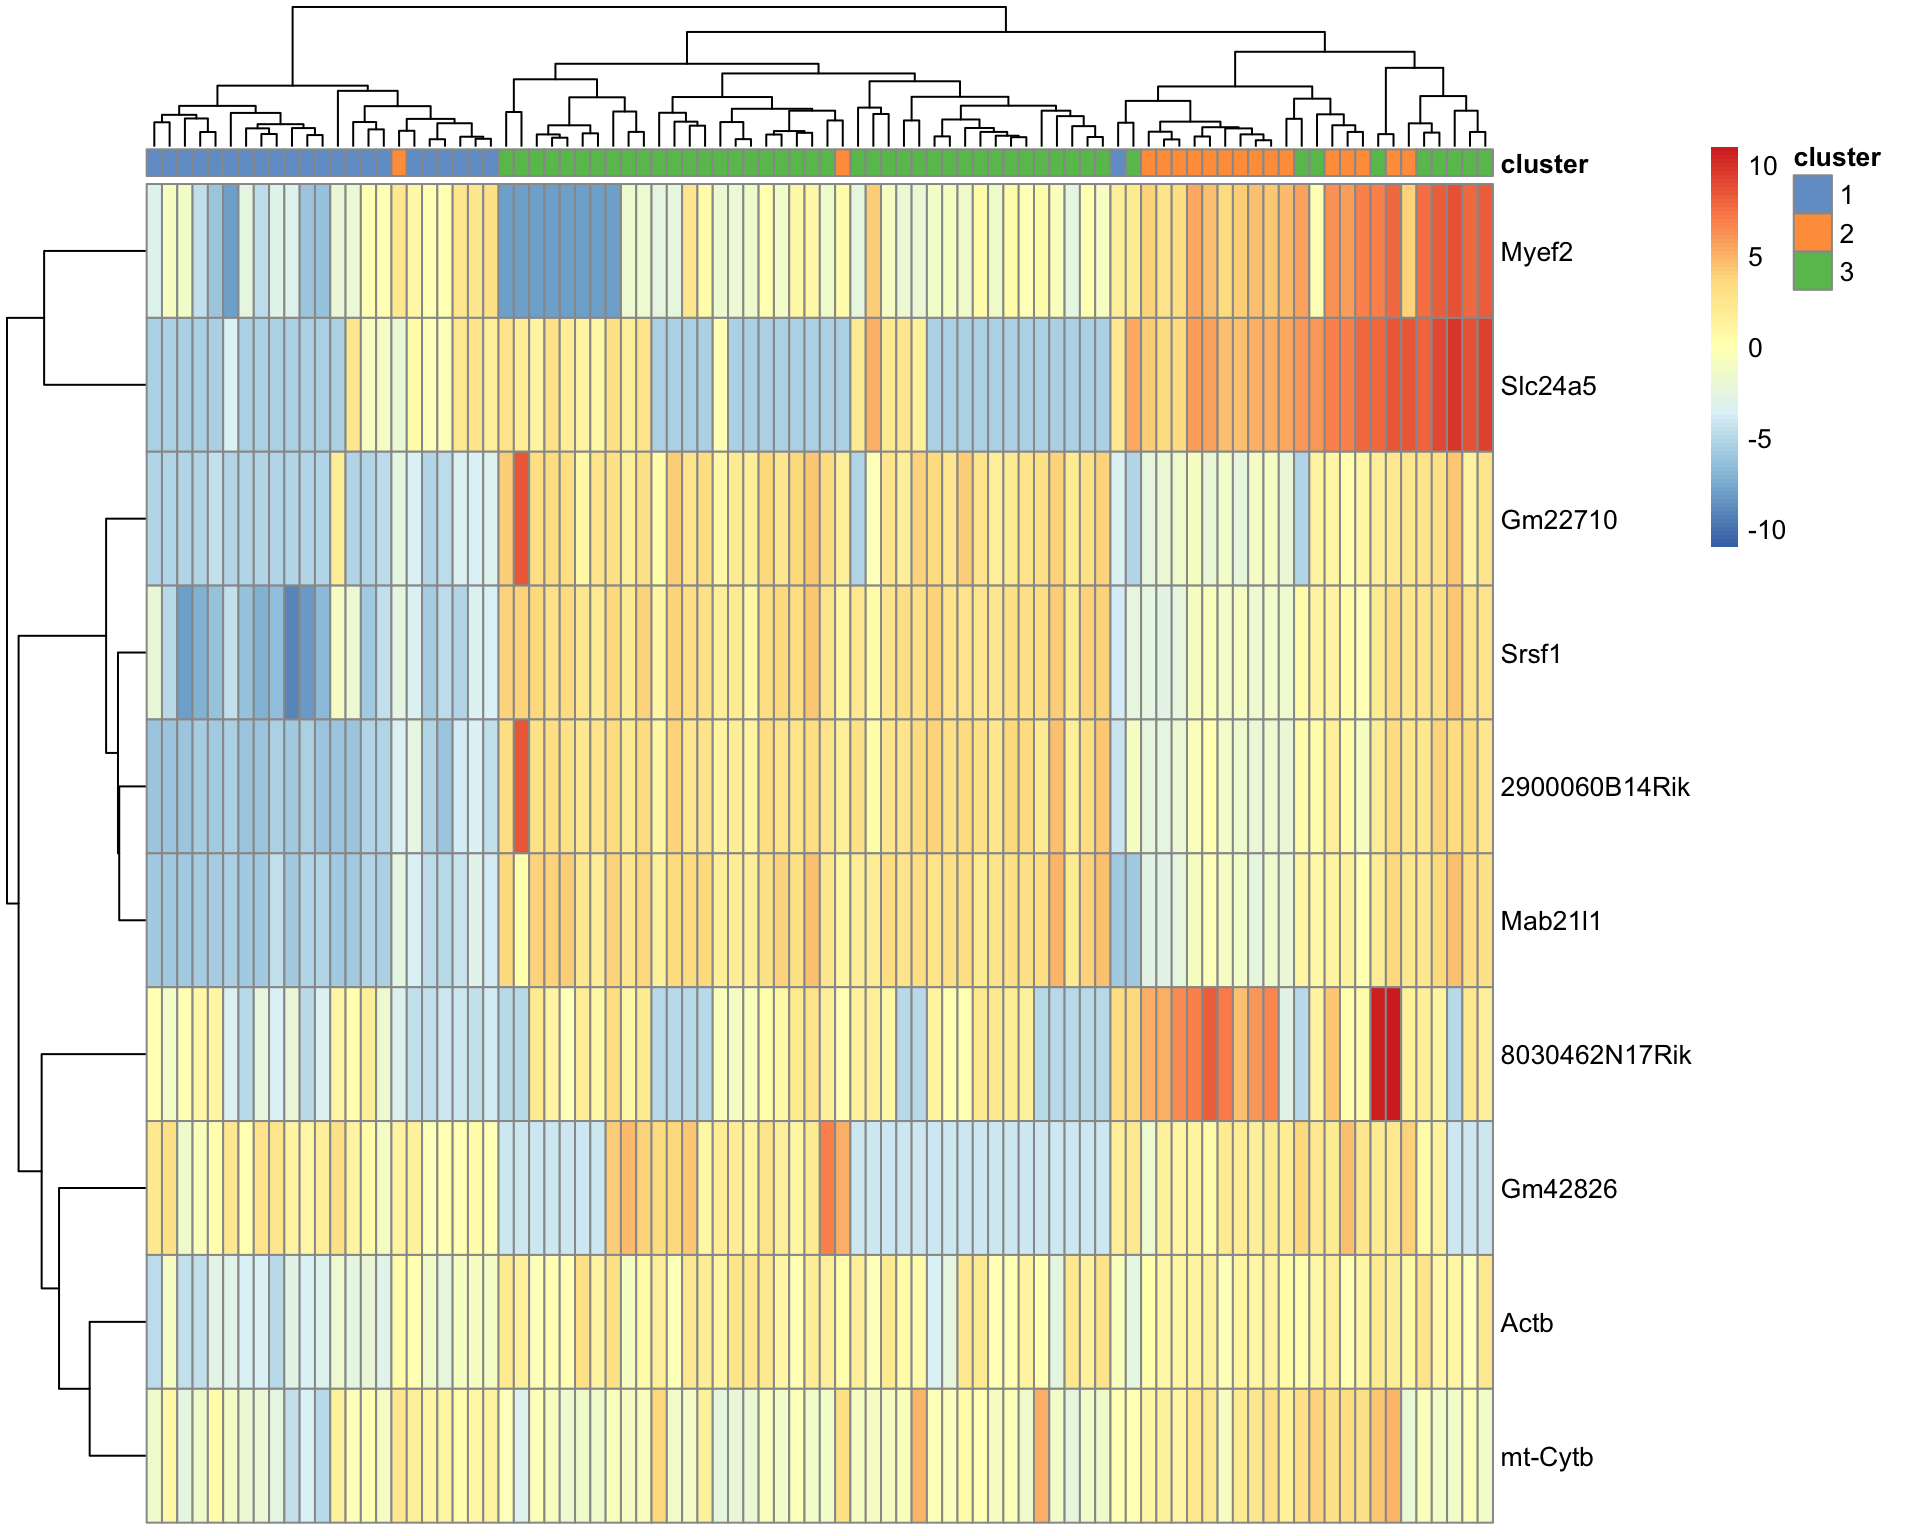 cluster
Myef2
Slc24a5
Gm22710
Srsf1
2900060B14Rik
Mab21l1
8030462N17Rik
Gm42826
Actb
mt-Cytb
10
5
0
-5
-10
cluster
1
2
3